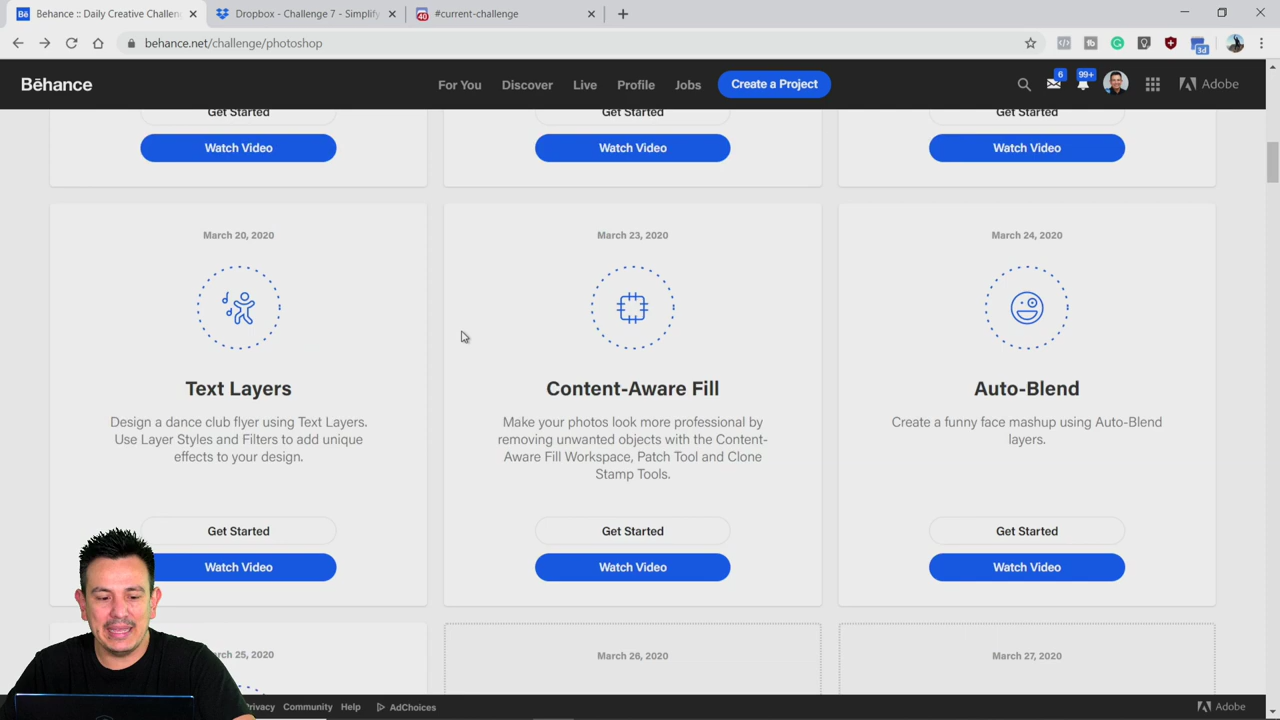 Behance :: Daily Creative Challen
Dropbox - Challenge 7 - Simplify
40
#current-challenge
behance.net/challenge/photoshop
3d
Bēhance
For You
Discover
Live
Profile
Jobs
Create a Project
6
99+
Adobe
Get Started
Get Started
Get Started
Watch Video
Watch Video
Watch Video
March 20, 2020
March 23, 2020
March 24, 2020
Text Layers
Content-Aware Fill
Auto-Blend
Design a dance club flyer using Text Layers.
Use Layer Styles and Filters to add unique
effects to your design.
Make your photos look more professional by
removing unwanted objects with the Content-
Aware Fill Workspace, Patch Tool and Clone
Stamp Tools.
Create a funny face mashup using Auto-Blend
layers.
Get Started
Get Started
Get Started
Watch Video
Watch Video
Watch Video
25, 2020
March 26, 2020
March 27, 2020
Community
Help
AdChoices
Adobe